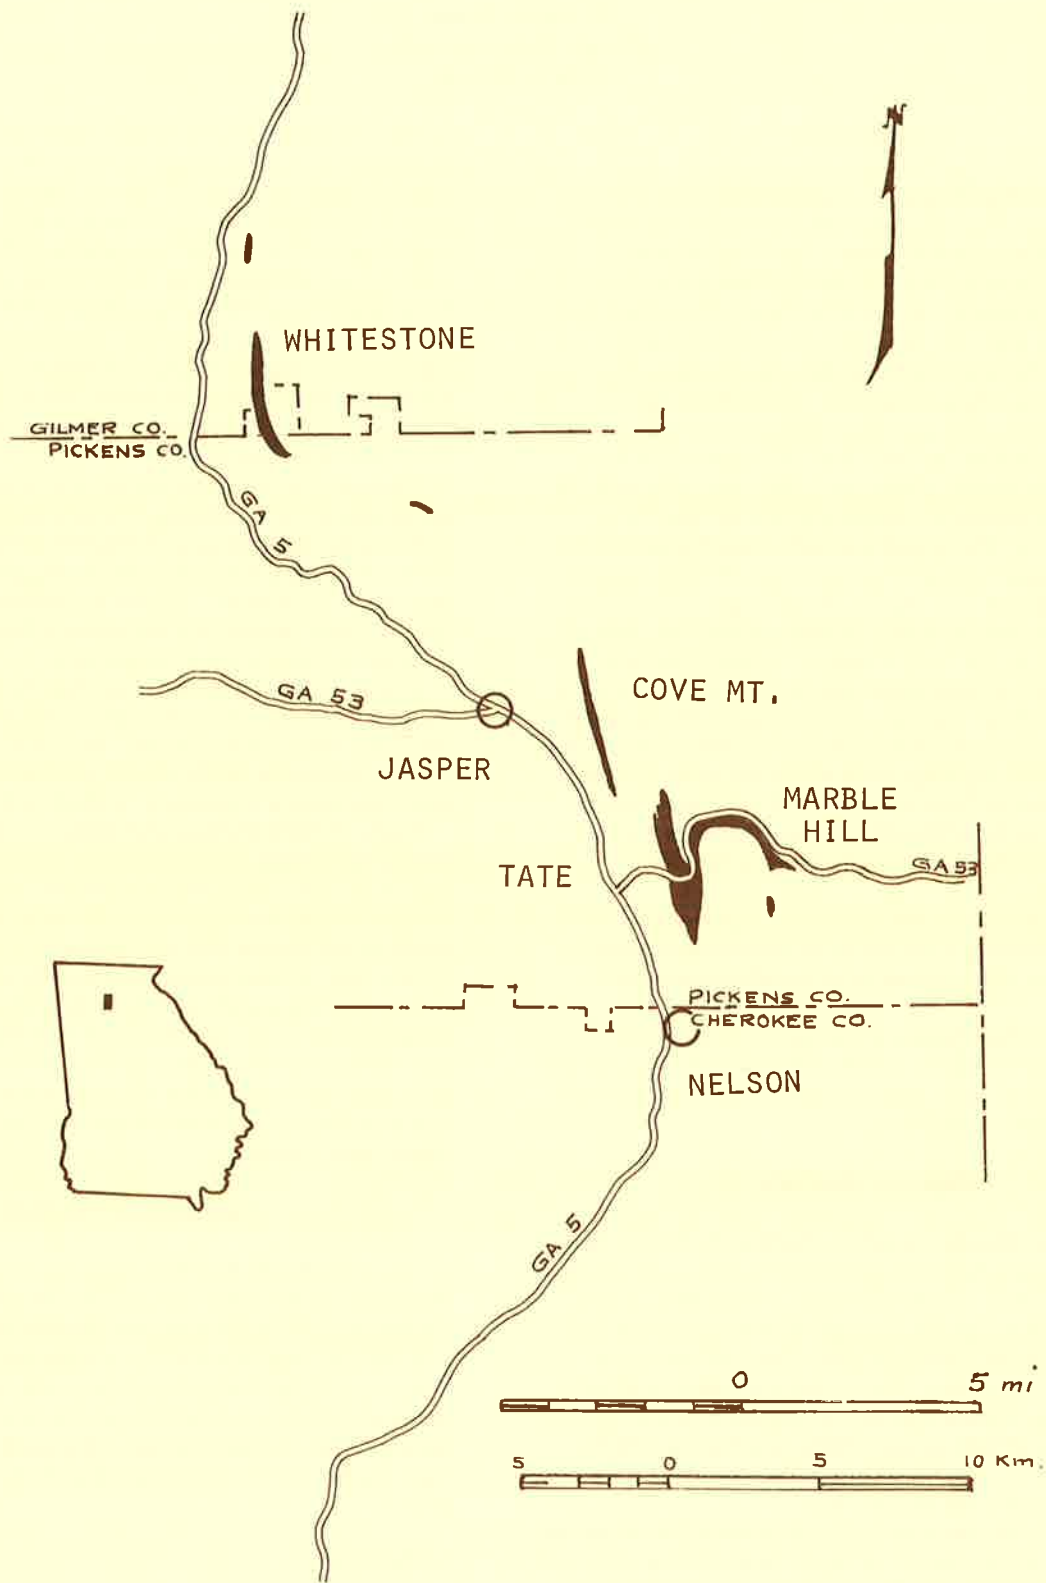 N
WHITESTONE
GILMER CO.
PICKENS CO.
GA 5
COVE MT.
GA 53
JASPER
MARBLE
HILL
TATE
GA 53
PICKENS CO.
CHEROKEE CO.
NELSON
GA 5
0 5 mi
5 0 5 10 Km.